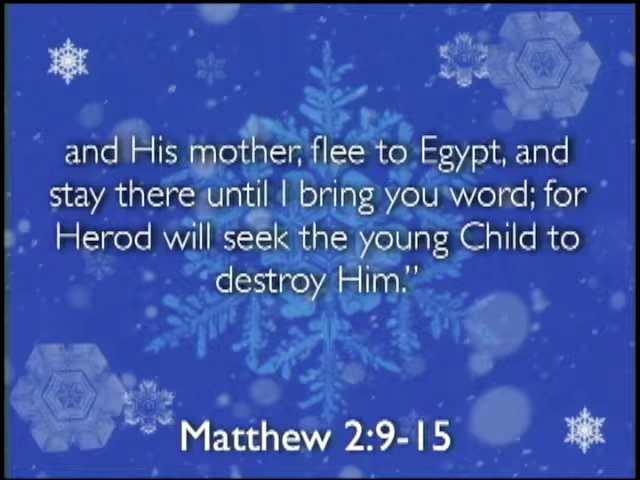 and His mother, flee to Egypt, and
stay there until I bring you word; for
Herod will seek the young Child to
destroy Him.”
Matthew 2:9-15